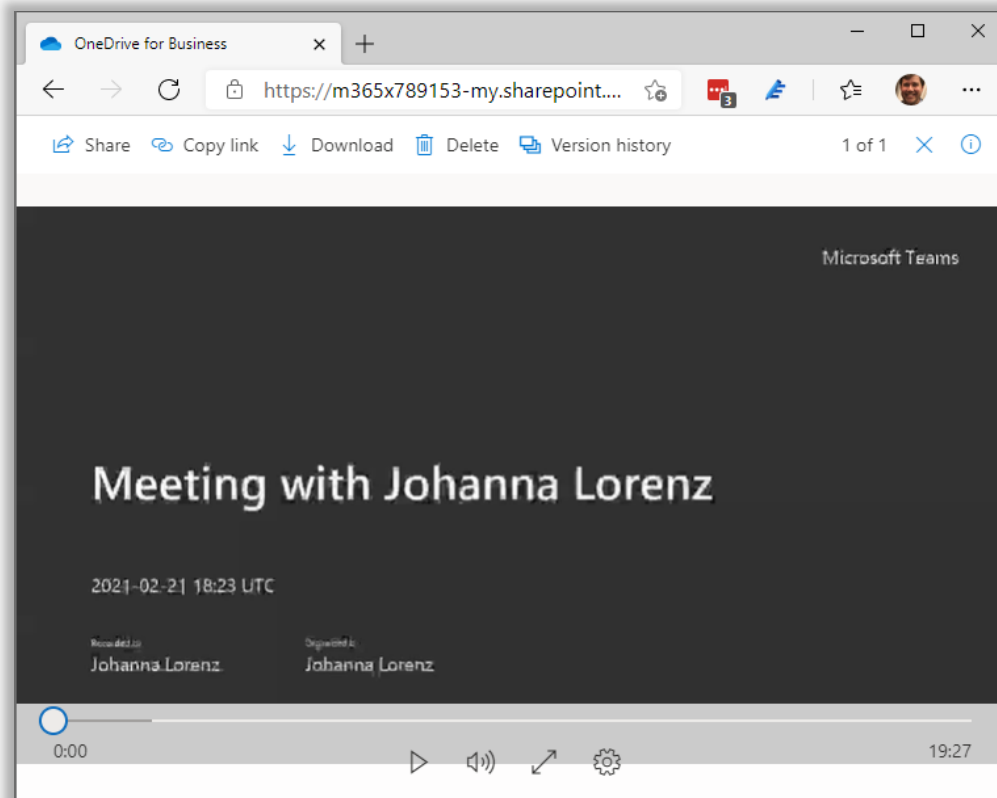 OneDrive for Business
https://m365x789153-my.sharepoint....
3
Share Copy link Download Delete Version history 1 of 1
Microsoft Teams
Meeting with Johanna Lorenz
2021-02-21 18:23 UTC
Johanna Lorenz Johanna Lorenz
0:00 19:27